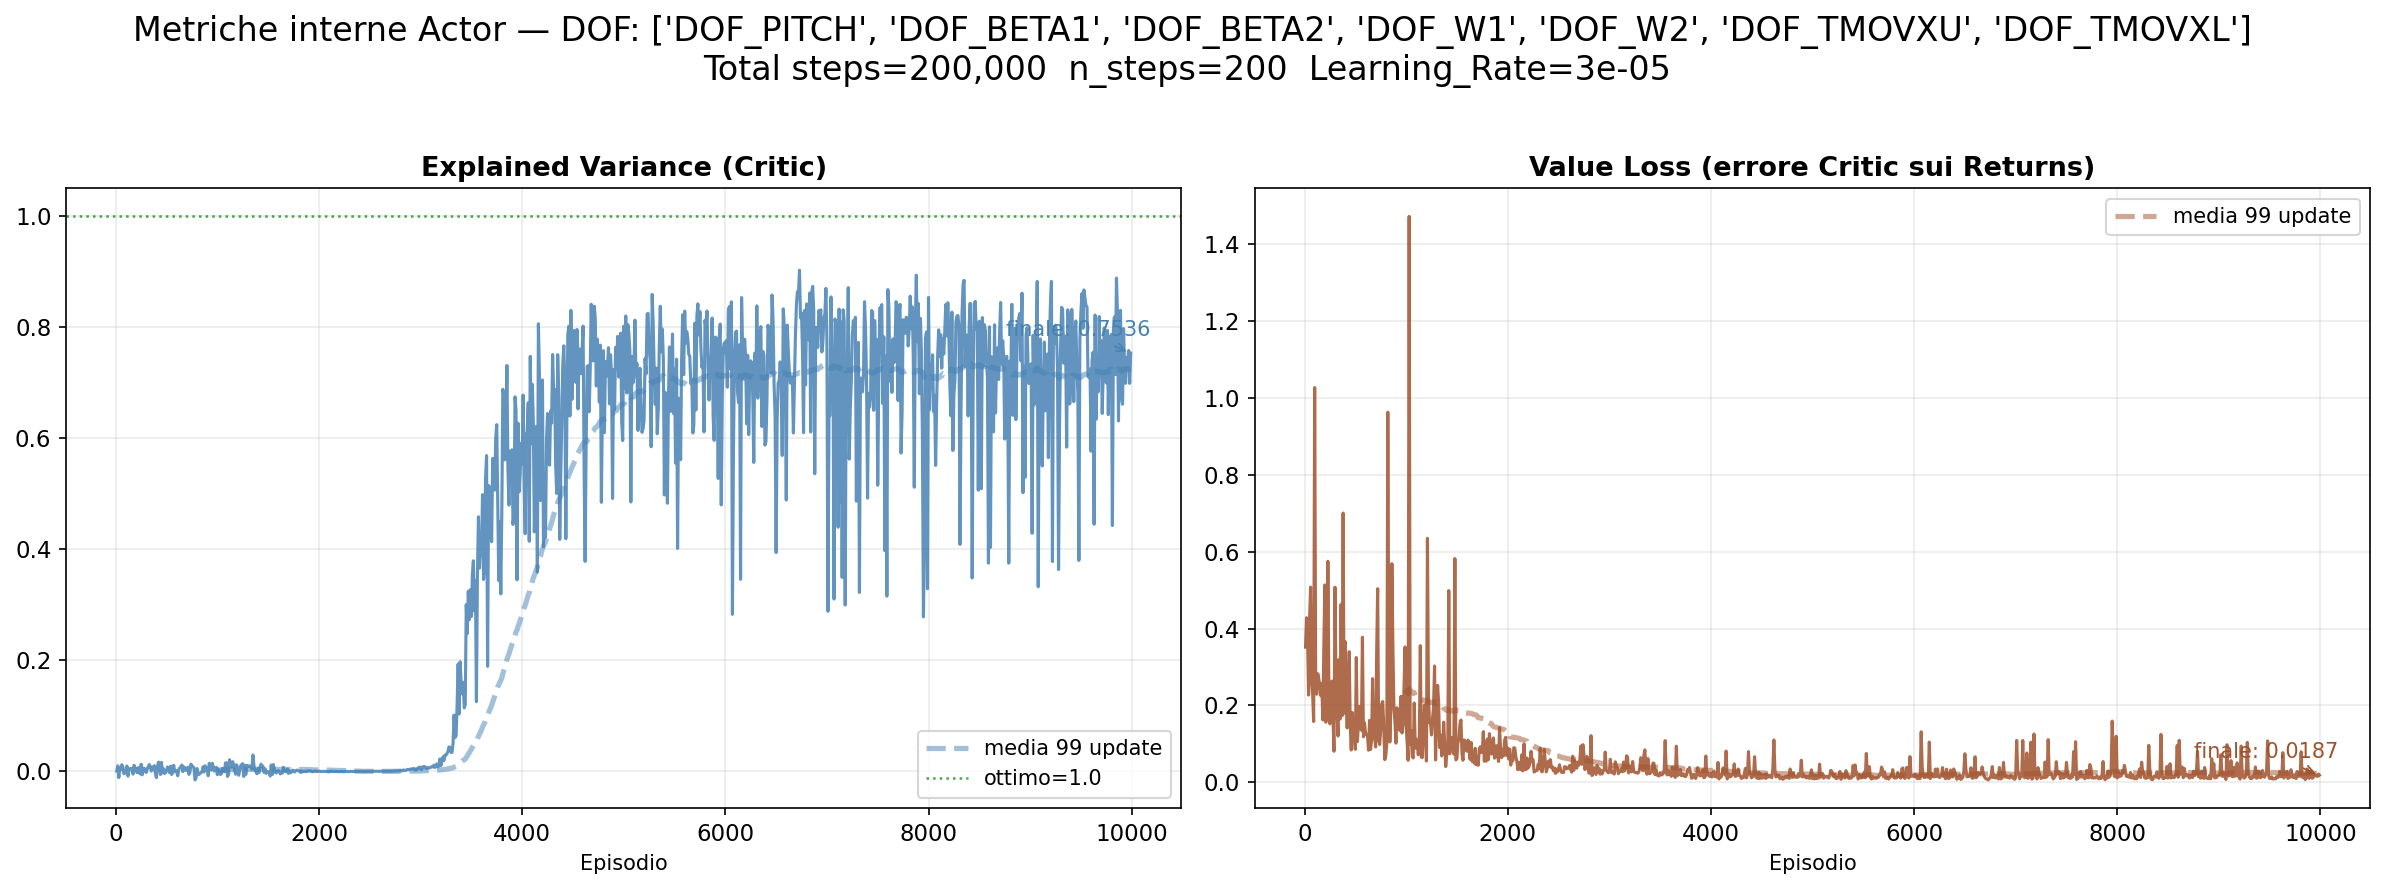 Metriche interne Actor — DOF: ['DOF_PITCH', 'DOF_BETA1', 'DOF_BETA2', 'DOF_W1', 'DOF_W2', 'DOF_TMOVXU', 'DOF_TMOVXL']
Total steps=200,000  n_steps=200  Learning_Rate=3e-05
Explained Variance (Critic)
1.0
0.8
0.6
0.4
0.2
0.0
finale: 0.7536
media 99 update
ottimo=1.0
0 2000 4000 6000 8000 10000
Episodio
Value Loss (errore Critic sui Returns)
media 99 update
1.4
1.2
1.0
0.8
0.6
0.4
0.2
0.0
finale: 0.0187
0 2000 4000 6000 8000 10000
Episodio